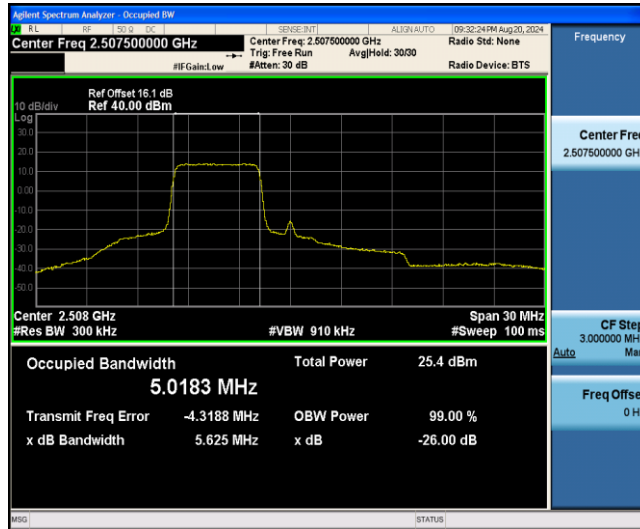 Agilent Spectrum Analyzer - Occupied BW
LXI RL RF 50 Ω DC SENSE:INT ALIGNAUTO 09:32:24 PM Aug 20, 2024
Center Freq 2.507500000 GHz
Center Freq: 2.507500000 GHz
Radio Std: None
Trig: Free Run Avg|Hold: 30/30
#IFGain:Low
#Atten: 30 dB
Radio Device: BTS
Ref Offset 16.1 dB
10 dB/div Ref 40.00 dBm
Log
30.0
20.0
10.0
0.00
-10.0
-20.0
-30.0
-40.0
-50.0
Center 2.508 GHz Span 30 MHz
#Res BW 300 kHz #VBW 910 kHz #Sweep 100 ms
Occupied Bandwidth Total Power 25.4 dBm
5.0183 MHz
Transmit Freq Error -4.3188 MHz OBW Power 99.00 %
x dB Bandwidth 5.625 MHz x dB -26.00 dB
MSG STATUS
Frequency
Center Fre
2.507500000 GH
CF Step
3.000000 MH
Auto Ma
Freq Offse
0 H